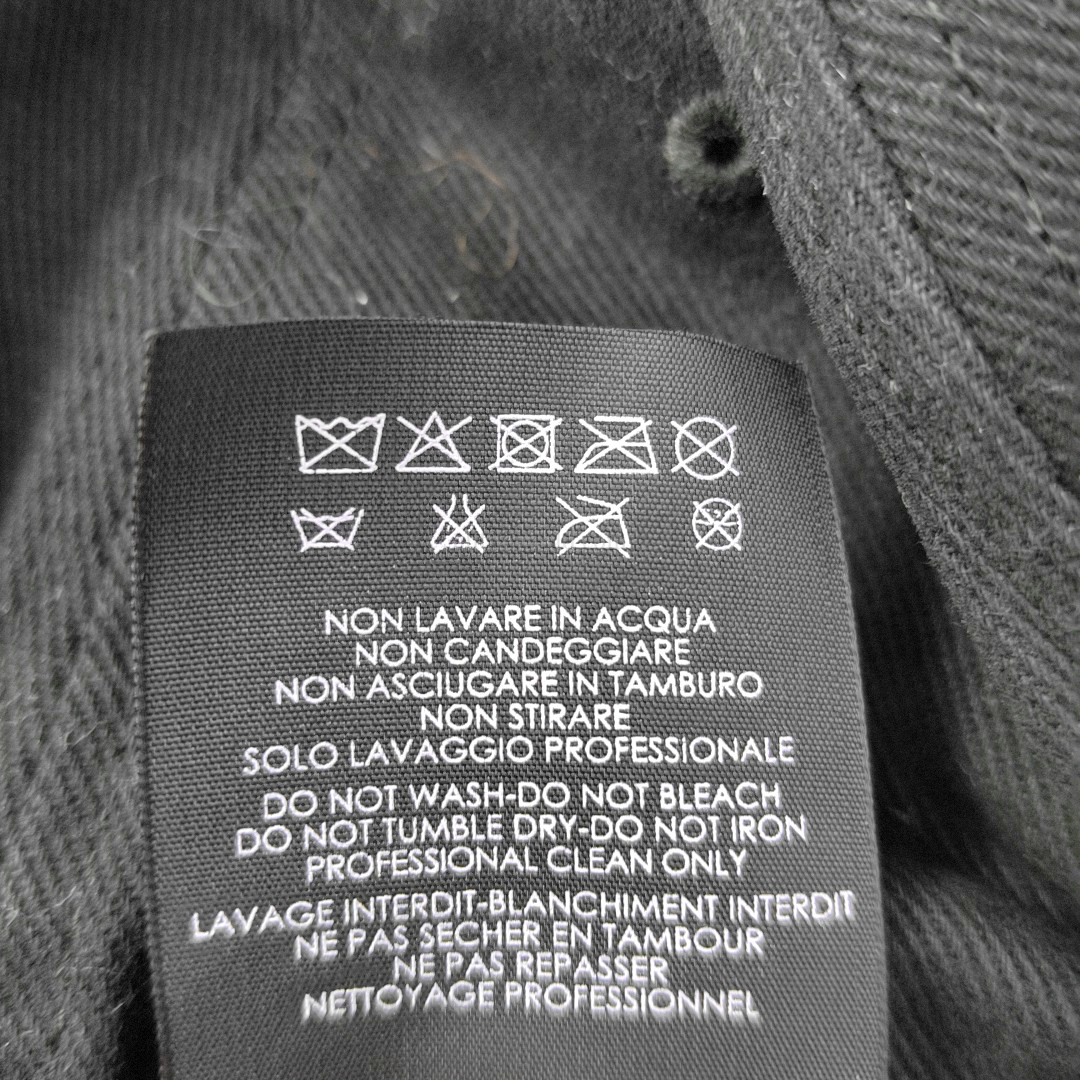 NON LAVARE IN ACQUA
NON CANDEGGIARE
NON ASCIUGARE IN TAMBURO
NON STIRARE
SOLO LAVAGGIO PROFESSIONALE
DO NOT WASH-DO NOT BLEACH
DO NOT TUMBLE DRY-DO NOT IRON
PROFESSIONAL CLEAN ONLY
LAVAGE INTERDIT-BLANCHIMENT INTERDIT
NE PAS SECHER EN TAMBOUR
NE PAS REPASSER
NETTOYAGE PROFESSIONNEL